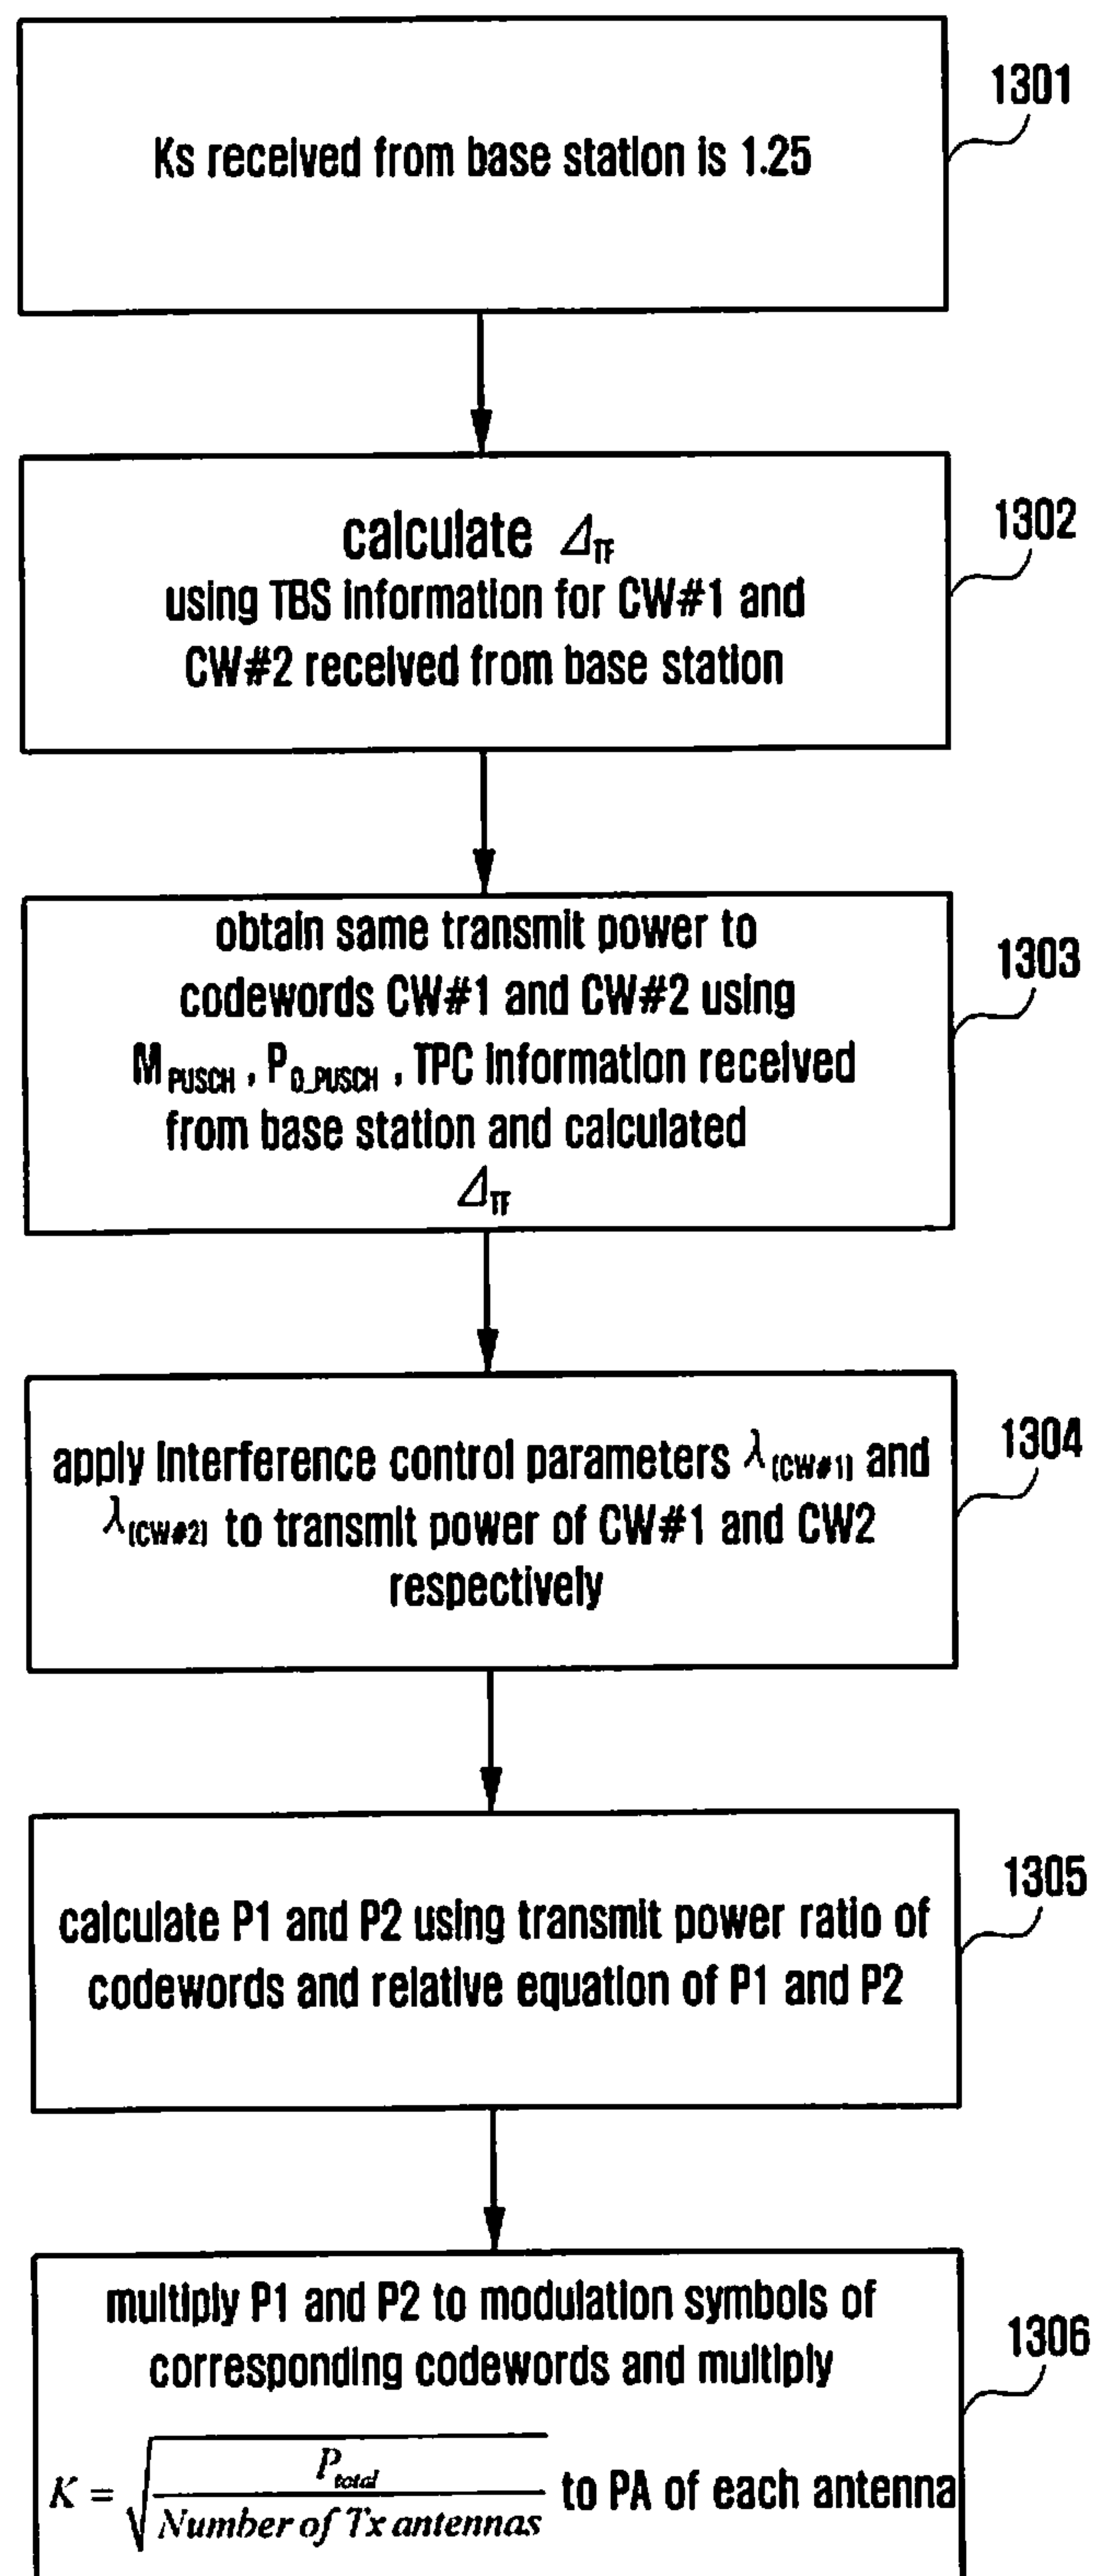 Ks received from base station is 1.25
1301
calculate Δ_TF
using TBS information for CW#1 and
CW#2 received from base station
1302
obtain same transmit power to
codewords CW#1 and CW#2 using
M_PUSCH, P_0_PUSCH, TPC information received
from base station and calculated
Δ_TF
1303
apply interference control parameters λ_(CW#1) and
λ_(CW#2) to transmit power of CW#1 and CW2
respectively
1304
calculate P1 and P2 using transmit power ratio of
codewords and relative equation of P1 and P2
1305
multiply P1 and P2 to modulation symbols of
corresponding codewords and multiply
K = √(P_total / Number of Tx antennas) to PA of each antenna
1306